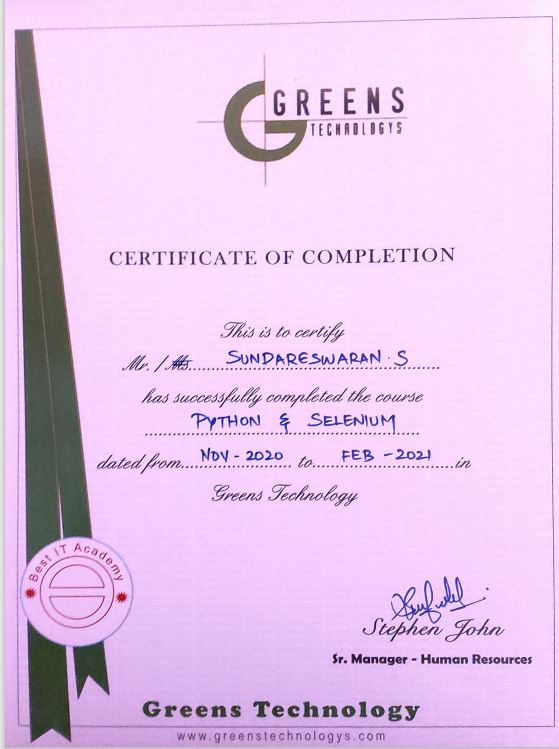 GREENS
TECHNOLOGYS
CERTIFICATE OF COMPLETION
This is to certify
Mr. / Ms. SUNDARESWARAN. S
has successfully completed the course
PYTHON & SELENIUM
dated from NOV - 2020 to FEB - 2021 in
Greens Technology
Best IT Academy
Stephen John
Sr. Manager - Human Resources
Greens Technology
www.greenstechnologys.com